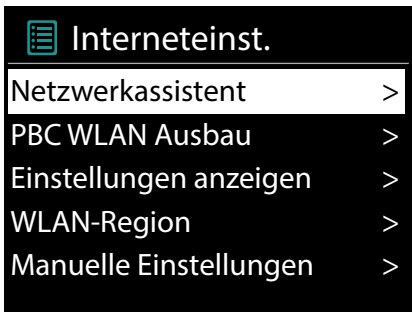 Interneteinst.
Netzwerkassistent >
PBC WLAN Ausbau >
Einstellungen anzeigen >
WLAN-Region >
Manuelle Einstellungen >